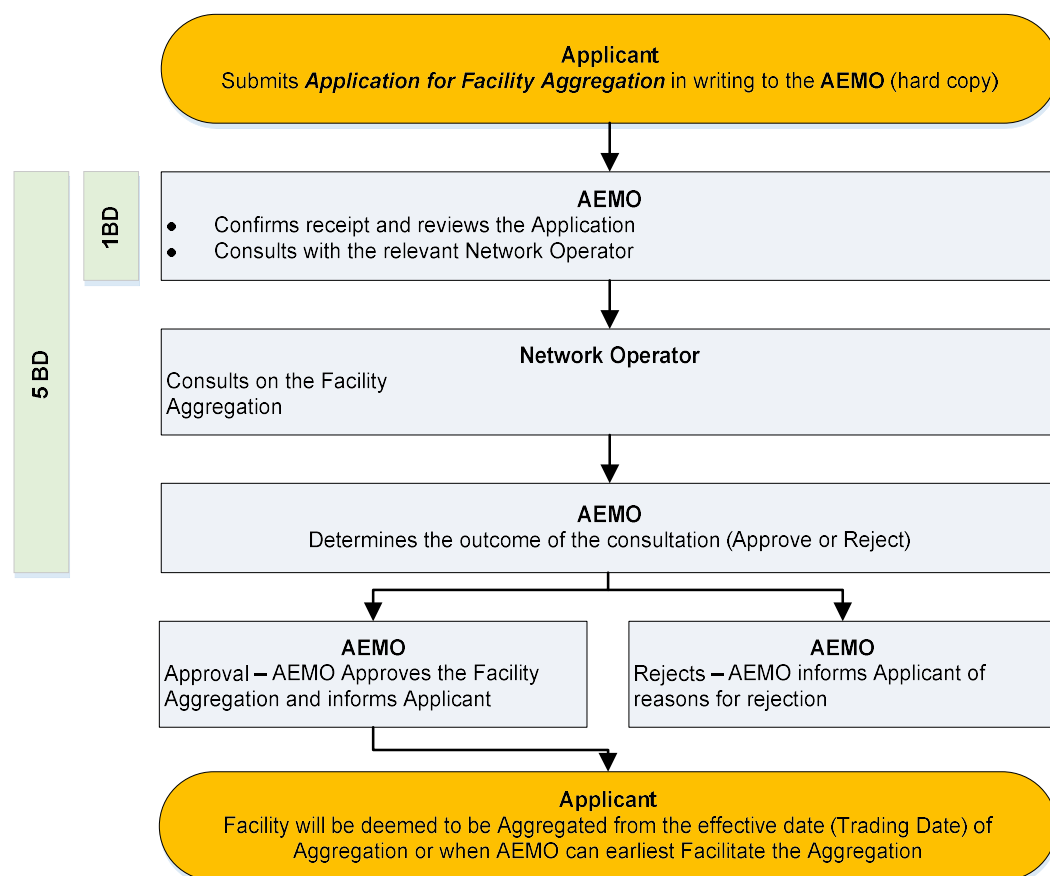 Applicant
Submits Application for Facility Aggregation in writing to the AEMO (hard copy)
AEMO
• Confirms receipt and reviews the Application
• Consults with the relevant Network Operator
1BD
5 BD
Network Operator
Consults on the Facility
Aggregation
AEMO
Determines the outcome of the consultation (Approve or Reject)
AEMO
Approval – AEMO Approves the Facility
Aggregation and informs Applicant
AEMO
Rejects – AEMO informs Applicant of
reasons for rejection
Applicant
Facility will be deemed to be Aggregated from the effective date (Trading Date) of
Aggregation or when AEMO can earliest Facilitate the Aggregation